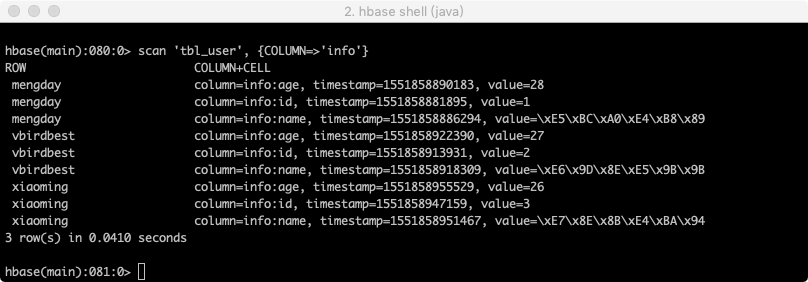 2. hbase shell (java)
hbase(main):080:0> scan 'tbl_user', {COLUMN=>'info'}
ROW COLUMN+CELL
mengday column=info:age, timestamp=1551858890183, value=28
mengday column=info:id, timestamp=1551858881895, value=1
mengday column=info:name, timestamp=1551858886294, value=\xE5\xBC\xA0\xE4\xB8\x89
vbirdbest column=info:age, timestamp=1551858922390, value=27
vbirdbest column=info:id, timestamp=1551858913931, value=2
vbirdbest column=info:name, timestamp=1551858918309, value=\xE6\x9D\x8E\xE5\x9B\x9B
xiaoming column=info:age, timestamp=1551858955529, value=26
xiaoming column=info:id, timestamp=1551858947159, value=3
xiaoming column=info:name, timestamp=1551858951467, value=\xE7\x8E\x8B\xE4\xBA\x94
3 row(s) in 0.0410 seconds
hbase(main):081:0>